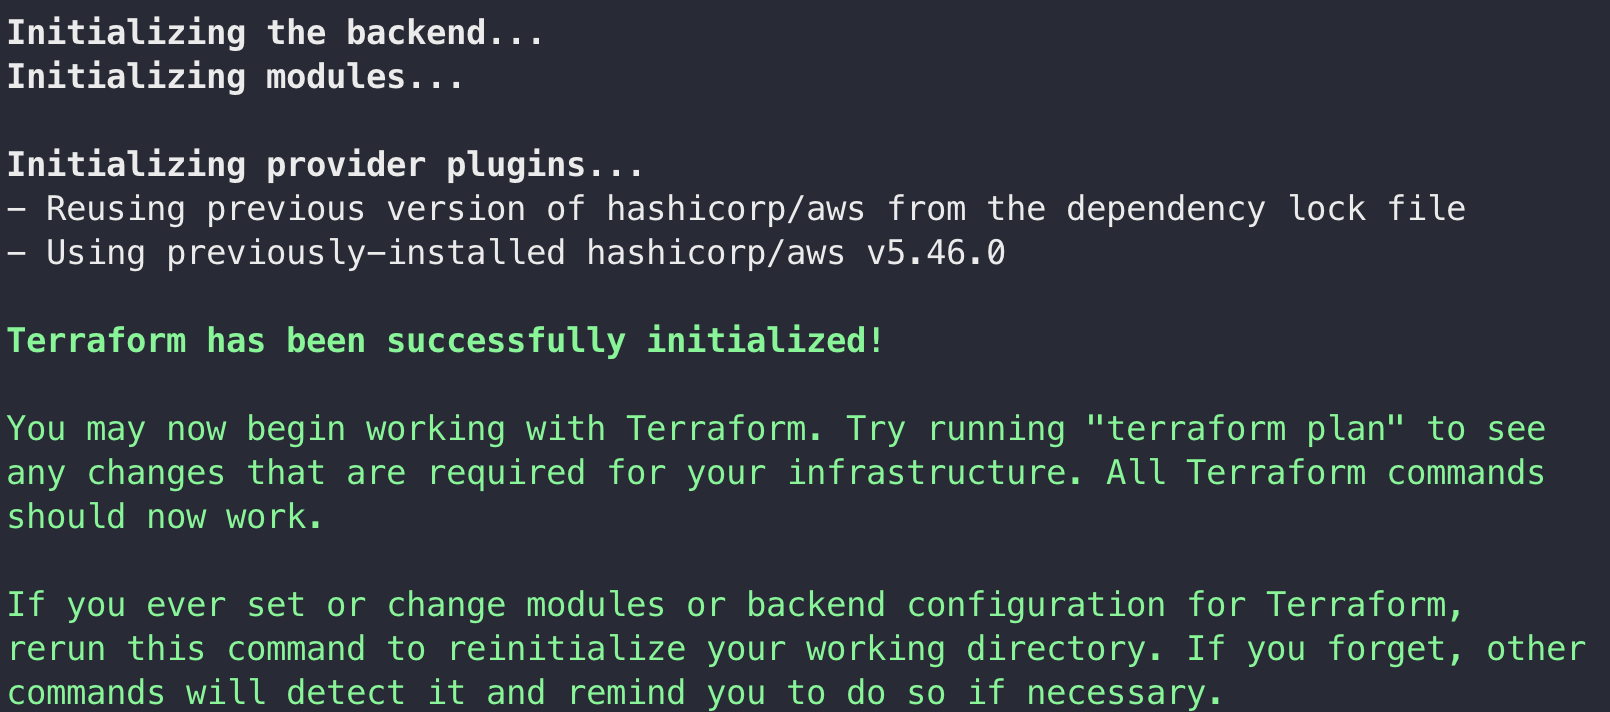 Initializing the backend...
Initializing modules...
Initializing provider plugins...
- Reusing previous version of hashicorp/aws from the dependency lock file
- Using previously-installed hashicorp/aws v5.46.0
Terraform has been successfully initialized!
You may now begin working with Terraform. Try running "terraform plan" to see
any changes that are required for your infrastructure. All Terraform commands
should now work.
If you ever set or change modules or backend configuration for Terraform,
rerun this command to reinitialize your working directory. If you forget, other
commands will detect it and remind you to do so if necessary.